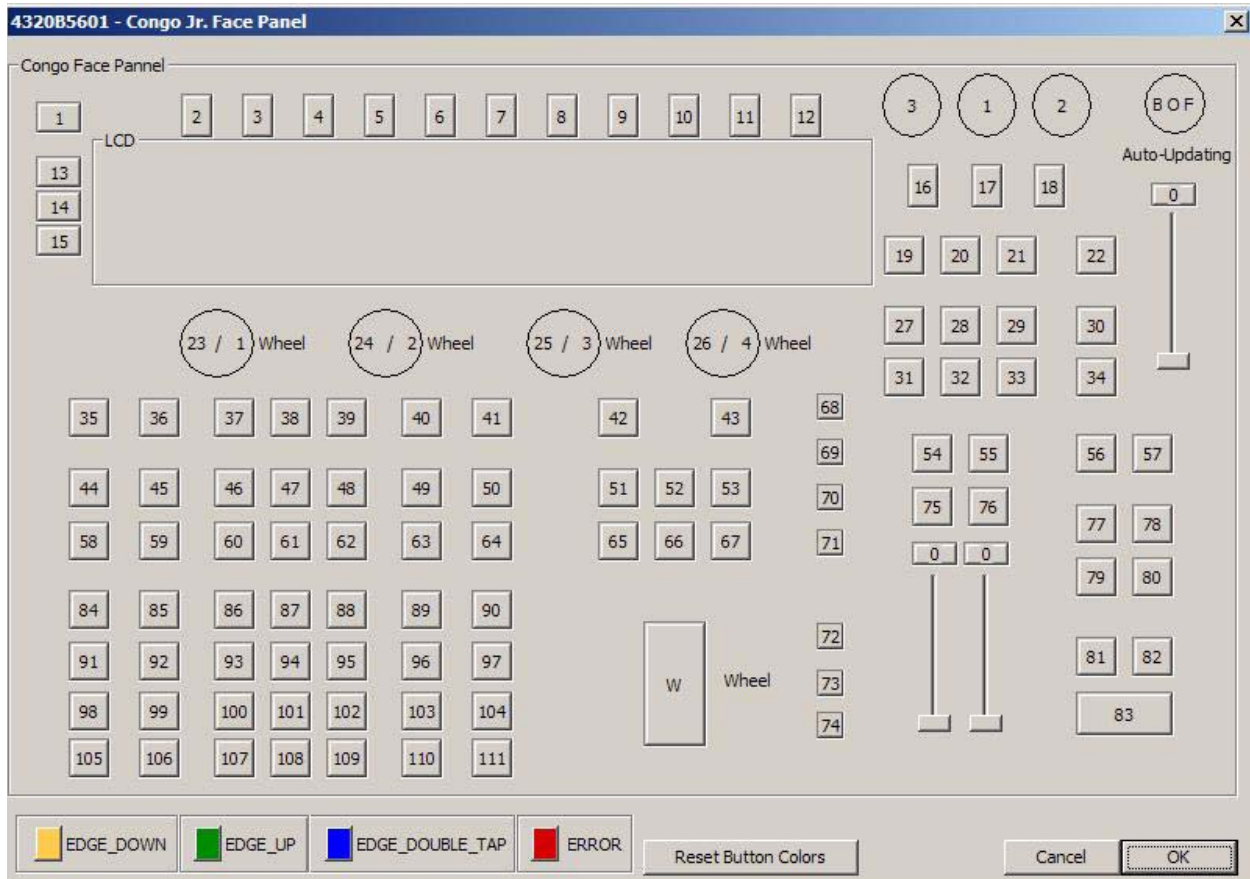 4320B5601 - Congo Jr. Face Panel
Congo Face Pannel
1 2 3 4 5 6 7 8 9 10 11 12 3 1 2 B O F
LCD
Auto-Updating
13
14
15
16 17 18 0
19 20 21 22
23 / 1 Wheel 24 / 2 Wheel 25 / 3 Wheel 26 / 4 Wheel
27 28 29 30
31 32 33 34
35 36 37 38 39 40 41 42 43 68
69 54 55 56 57
44 45 46 47 48 49 50 51 52 53 70
75 76 77 78
58 59 60 61 62 63 64 65 66 67 71
0 0
79 80
84 85 86 87 88 89 90 72
91 92 93 94 95 96 97 81 82
W Wheel 73
98 99 100 101 102 103 104 74 83
105 106 107 108 109 110 111
EDGE_DOWN EDGE_UP EDGE_DOUBLE_TAP ERROR Reset Button Colors Cancel OK